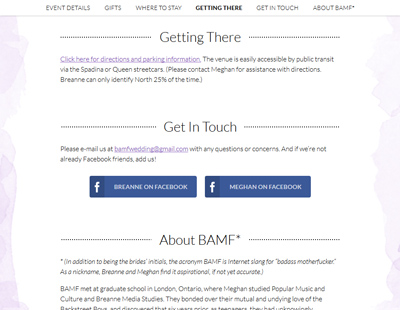 EVENT DETAILS GIFTS WHERE TO STAY GETTING THERE GET IN TOUCH ABOUT BAMF*
Getting There
Click here for directions and parking information. The venue is easily accessible by public transit
via the Spadina or Queen streetcars. (Please contact Meghan for assistance with directions.
Breanne can only identify North 25% of the time.)
Get In Touch
Please e-mail us at bamfwedding@gmail.com with any questions or concerns. And if we're not
already Facebook friends, add us!
f BREANNE ON FACEBOOK f MEGHAN ON FACEBOOK
About BAMF*
* (In addition to being the brides' initials, the acronym BAMF is Internet slang for "badass motherfucker."
As a nickname, Breanne and Meghan find it aspirational, if not yet accurate.)
BAMF met at graduate school in London, Ontario, where Meghan studied Popular Music and
Culture and Breanne Media Studies. They bonded over their mutual and undying love of the
Backstreet Boys, and discovered that six years prior, as teenagers, they had unknowingly